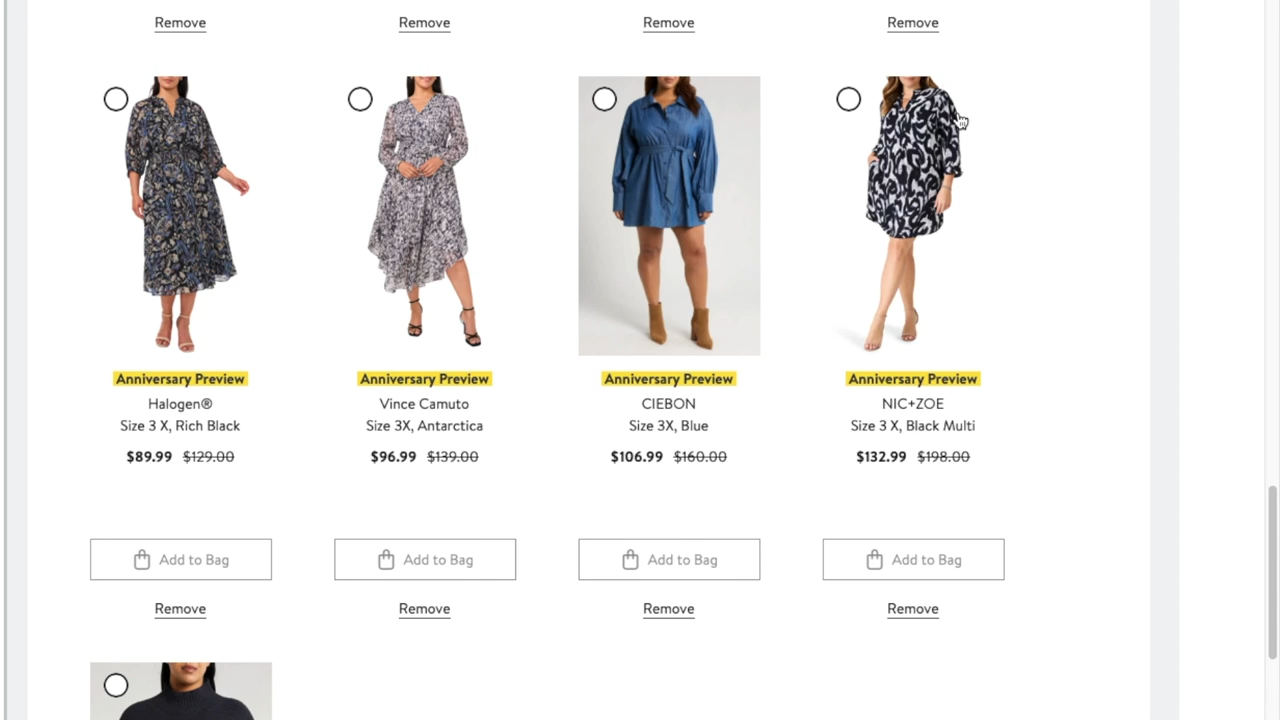 Remove Remove Remove Remove
Anniversary Preview Anniversary Preview Anniversary Preview Anniversary Preview
Halogen® Vince Camuto CIEBON NIC+ZOE
Size 3 X, Rich Black Size 3X, Antarctica Size 3X, Blue Size 3 X, Black Multi
$89.99 $129.00 $96.99 $139.00 $106.99 $160.00 $132.99 $198.00
Add to Bag Add to Bag Add to Bag Add to Bag
Remove Remove Remove Remove